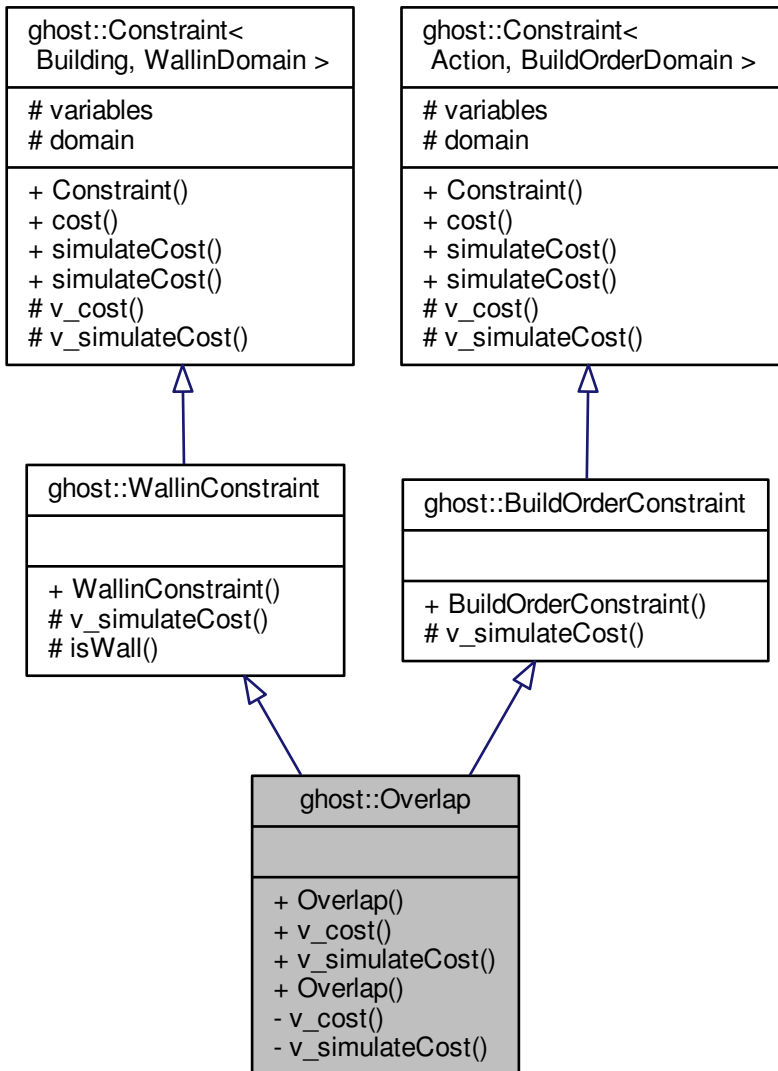 ghost::Constraint<
Building, WallinDomain >
# variables
# domain
+ Constraint()
+ cost()
+ simulateCost()
+ simulateCost()
# v_cost()
# v_simulateCost()
ghost::Constraint<
Action, BuildOrderDomain >
# variables
# domain
+ Constraint()
+ cost()
+ simulateCost()
+ simulateCost()
# v_cost()
# v_simulateCost()
ghost::WallinConstraint
+ WallinConstraint()
# v_simulateCost()
# isWall()
ghost::BuildOrderConstraint
+ BuildOrderConstraint()
# v_simulateCost()
ghost::Overlap
+ Overlap()
+ v_cost()
+ v_simulateCost()
+ Overlap()
- v_cost()
- v_simulateCost()